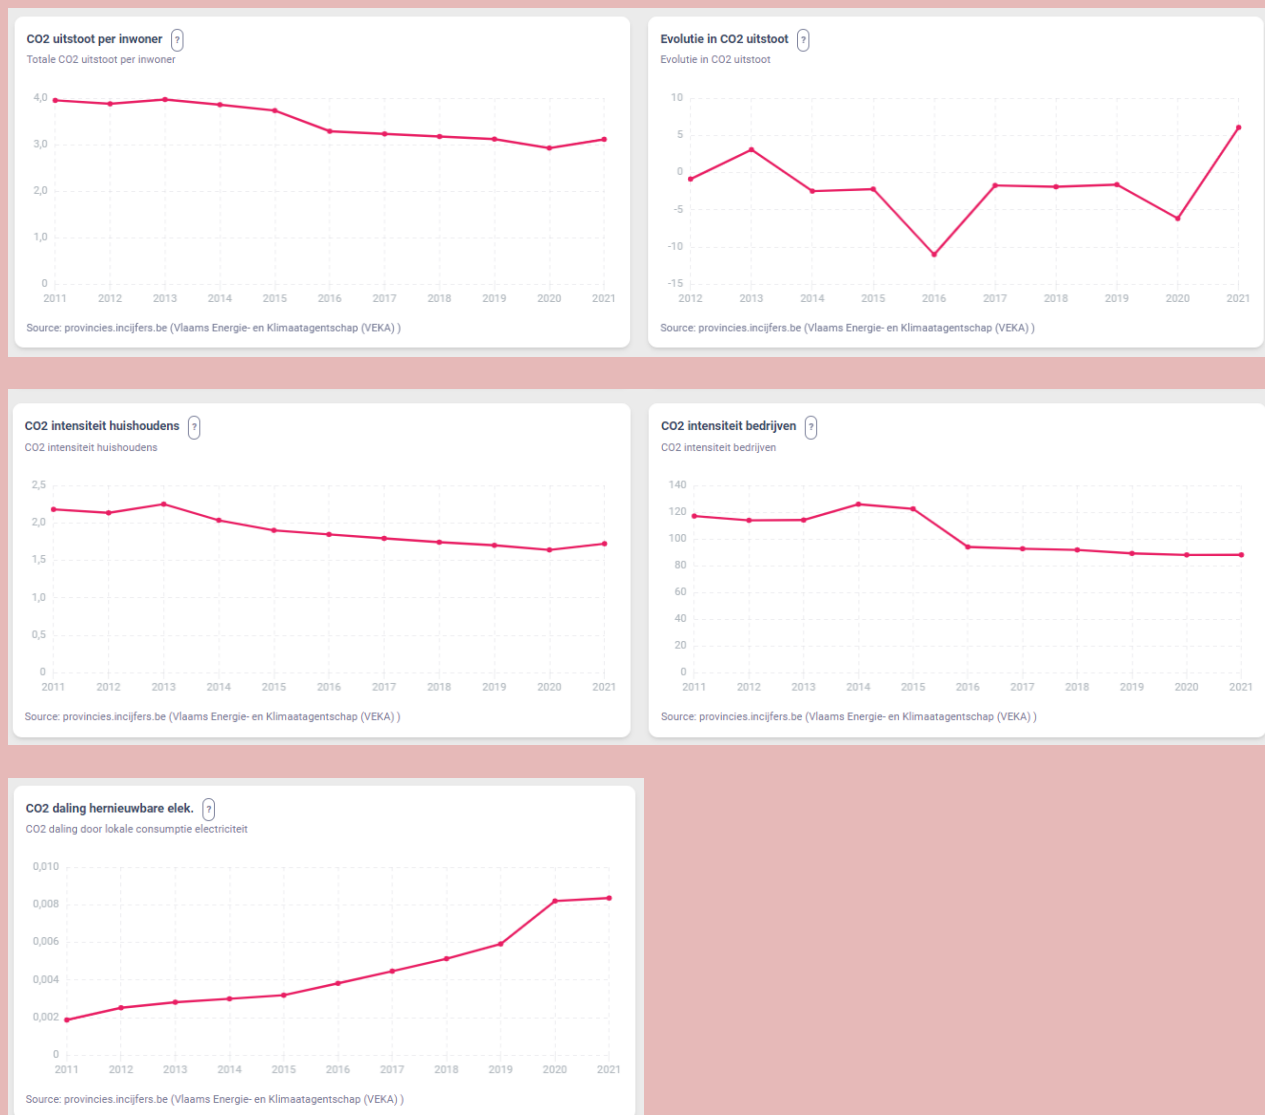 CO2 uitstoot per inwoner ?
Totale CO2 uitstoot per inwoner
4,0
3,0
2,0
1,0
0
2011 2012 2013 2014 2015 2016 2017 2018 2019 2020 2021
Source: provincies.incijfers.be (Vlaams Energie- en Klimaatagentschap (VEKA) )
Evolutie in CO2 uitstoot ?
Evolutie in CO2 uitstoot
10
5
0
-5
-10
-15
2012 2013 2014 2015 2016 2017 2018 2019 2020 2021
Source: provincies.incijfers.be (Vlaams Energie- en Klimaatagentschap (VEKA) )
CO2 intensiteit huishoudens ?
CO2 intensiteit huishoudens
2,5
2,0
1,5
1,0
0,5
0
2011 2012 2013 2014 2015 2016 2017 2018 2019 2020 2021
Source: provincies.incijfers.be (Vlaams Energie- en Klimaatagentschap (VEKA) )
CO2 intensiteit bedrijven ?
CO2 intensiteit bedrijven
140
120
100
80
60
40
20
0
2011 2012 2013 2014 2015 2016 2017 2018 2019 2020 2021
Source: provincies.incijfers.be (Vlaams Energie- en Klimaatagentschap (VEKA) )
CO2 daling hernieuwbare elek. ?
CO2 daling door lokale consumptie electriciteit
0,010
0,008
0,006
0,004
0,002
0
2011 2012 2013 2014 2015 2016 2017 2018 2019 2020 2021
Source: provincies.incijfers.be (Vlaams Energie- en Klimaatagentschap (VEKA) )